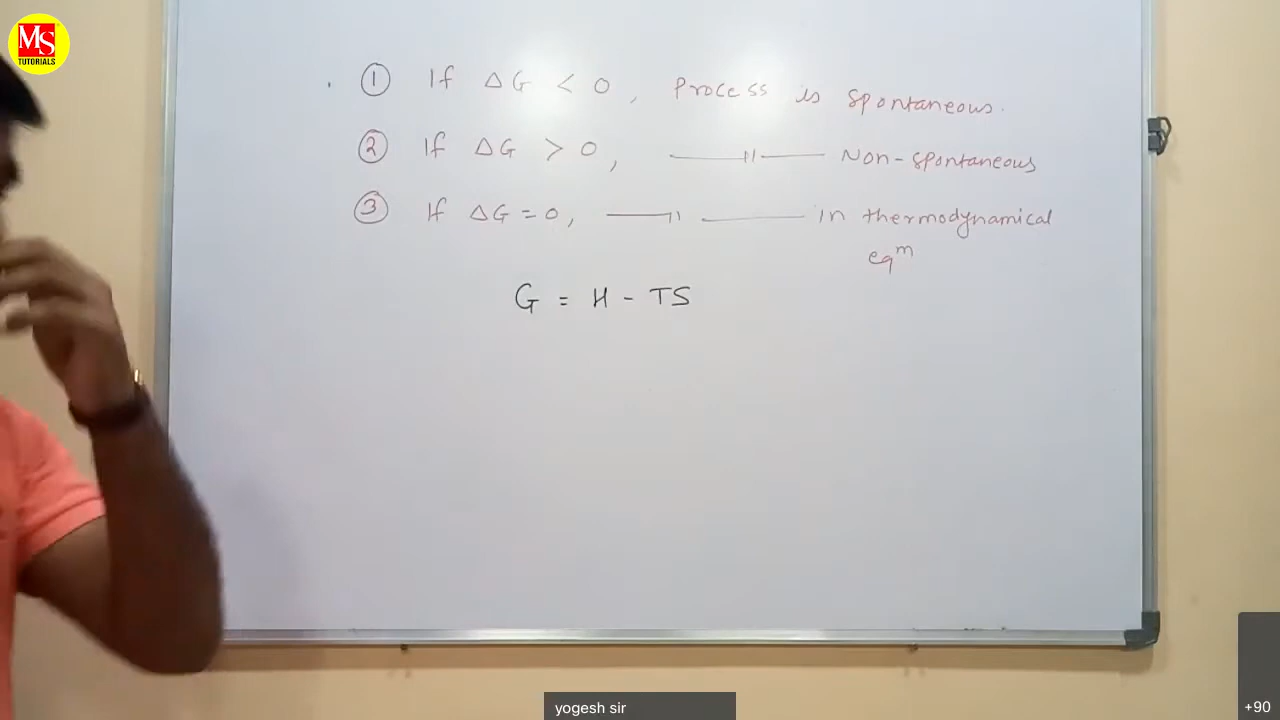 MS
TUTORIALS
① If ΔG < 0, Process is spontaneous.
② If ΔG > 0, —〃— Non-spontaneous
③ If ΔG = 0, —〃— in thermodynamical
eqᵐ
G = H - TS
yogesh sir
+90